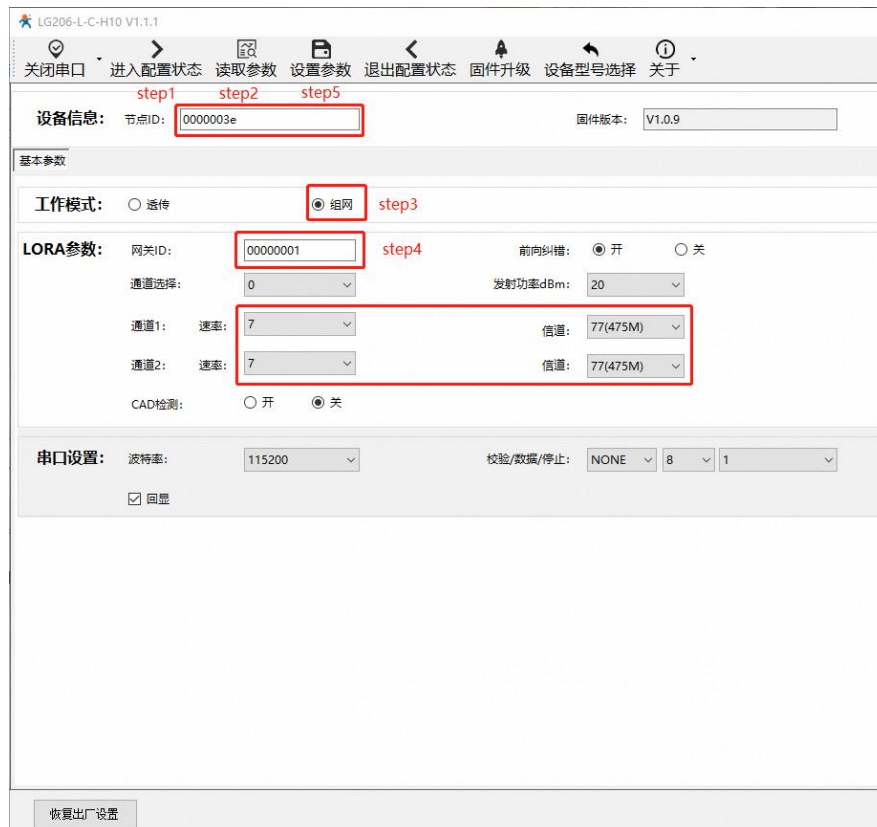 LG206-L-C-H10 V1.1.1
关闭串口 进入配置状态 读取参数 设置参数 退出配置状态 固件升级 设备型号选择 关于
step1 step2 step5
设备信息: 节点ID: 0000003e 固件版本: V1.0.9
基本参数
工作模式: 透传 组网 step3
LORA参数: 网关ID: 00000001 step4 前向纠错: 开 关
通道选择: 0 发射功率dBm: 20
通道1: 速率: 7 信道: 77(475M)
通道2: 速率: 7 信道: 77(475M)
CAD检测: 开 关
串口设置: 波特率: 115200 校验/数据/停止: NONE 8 1
回显
恢复出厂设置